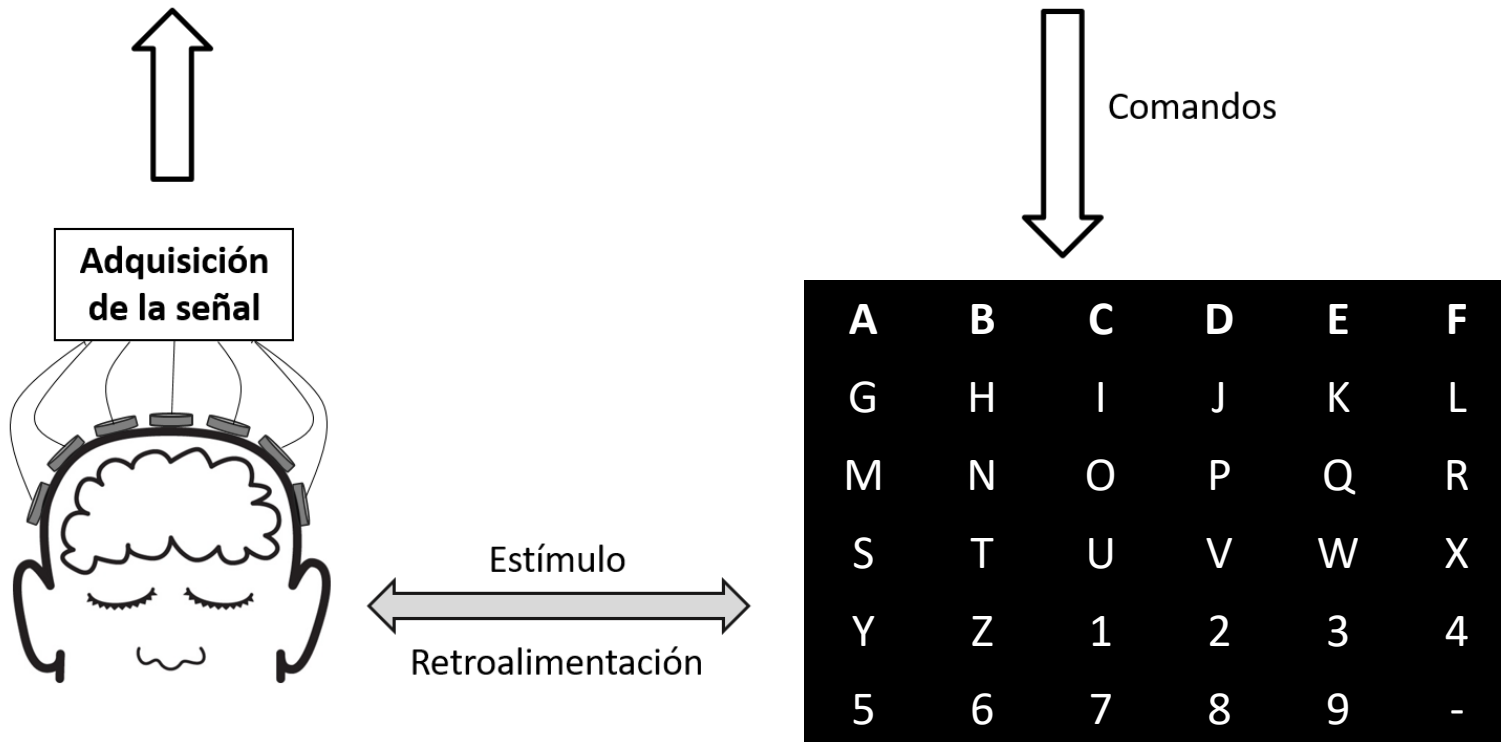 Comandos
Adquisición
de la señal
A B C D E F
G H I J K L
M N O P Q R
S T U V W X
Y Z 1 2 3 4
5 6 7 8 9 -
Estímulo
Retroalimentación